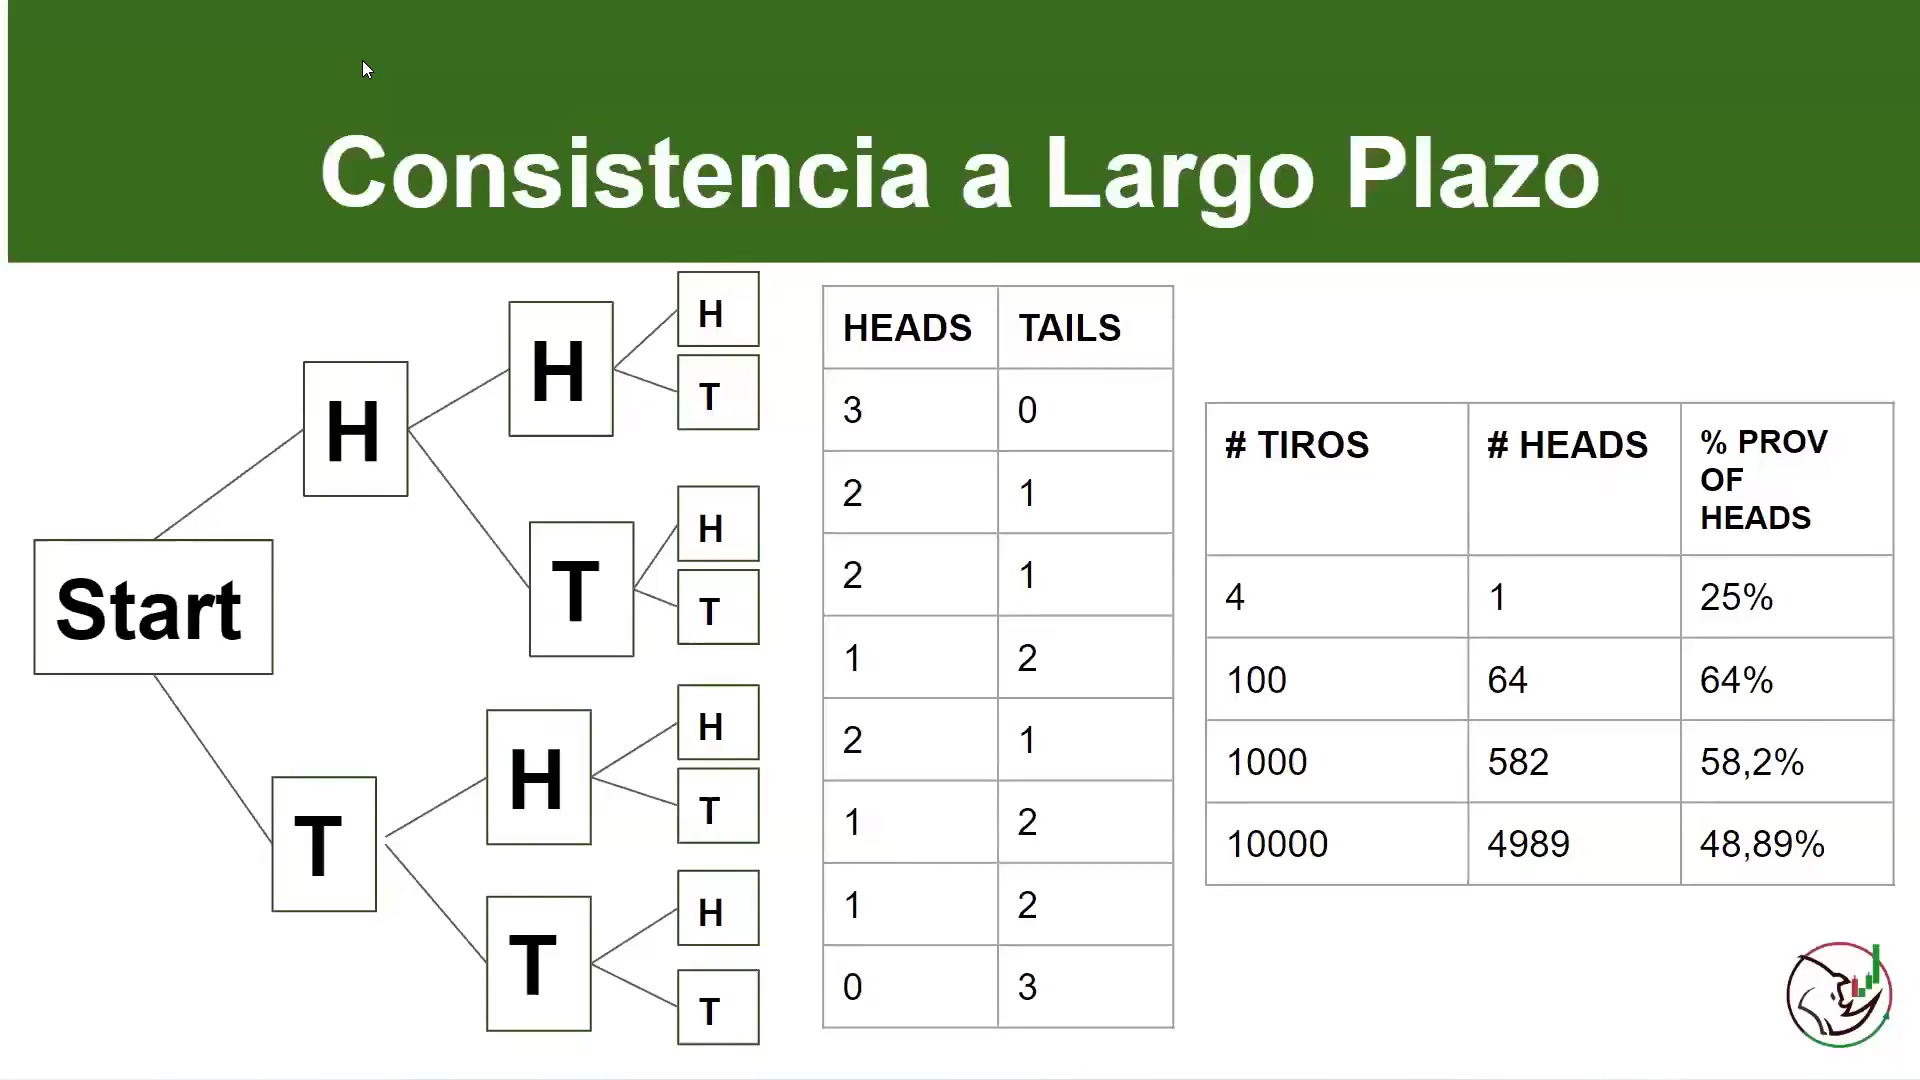 Consistencia a Largo Plazo
Start
H
T
H
T
H
T
H
T
H
T
H
T
H
T
HEADS TAILS
3 0
2 1
2 1
1 2
2 1
1 2
1 2
0 3
# TIROS # HEADS % PROV
OF
HEADS
4 1 25%
100 64 64%
1000 582 58,2%
10000 4989 48,89%